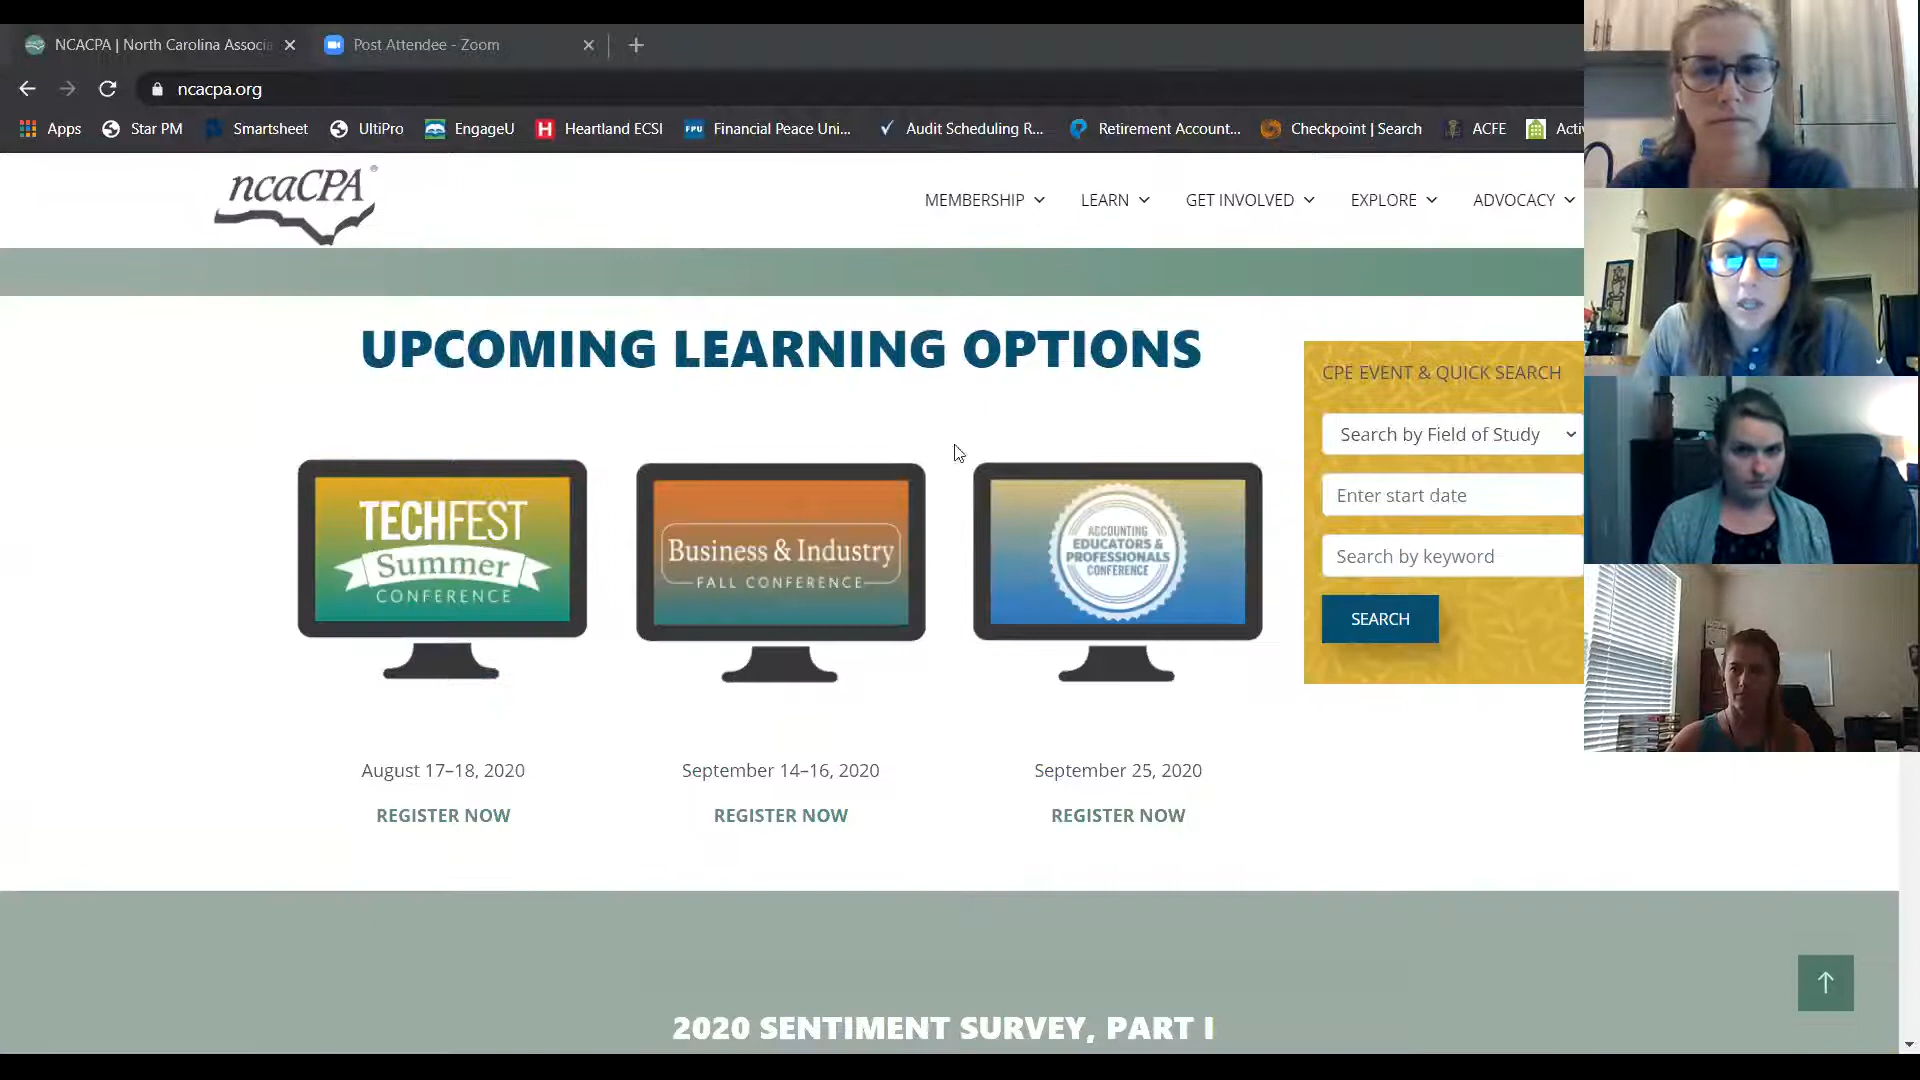 NCACPA | North Carolina Associa
Post Attendee - Zoom
ncacpa.org
Apps
Star PM
Smartsheet
UltiPro
EngageU
Heartland ECSI
FPU
Financial Peace Uni...
Audit Scheduling R...
Retirement Account...
Checkpoint | Search
ACFE
Acti
ncaCPA®
MEMBERSHIP
LEARN
GET INVOLVED
EXPLORE
ADVOCACY
UPCOMING LEARNING OPTIONS
CPE EVENT & QUICK SEARCH
Search by Field of Study
Enter start date
Search by keyword
SEARCH
TECHFEST
Summer
CONFERENCE
Business & Industry
FALL CONFERENCE
ACCOUNTING
EDUCATORS &
PROFESSIONALS
CONFERENCE
August 17–18, 2020
September 14–16, 2020
September 25, 2020
REGISTER NOW
REGISTER NOW
REGISTER NOW
2020 SENTIMENT SURVEY, PART I